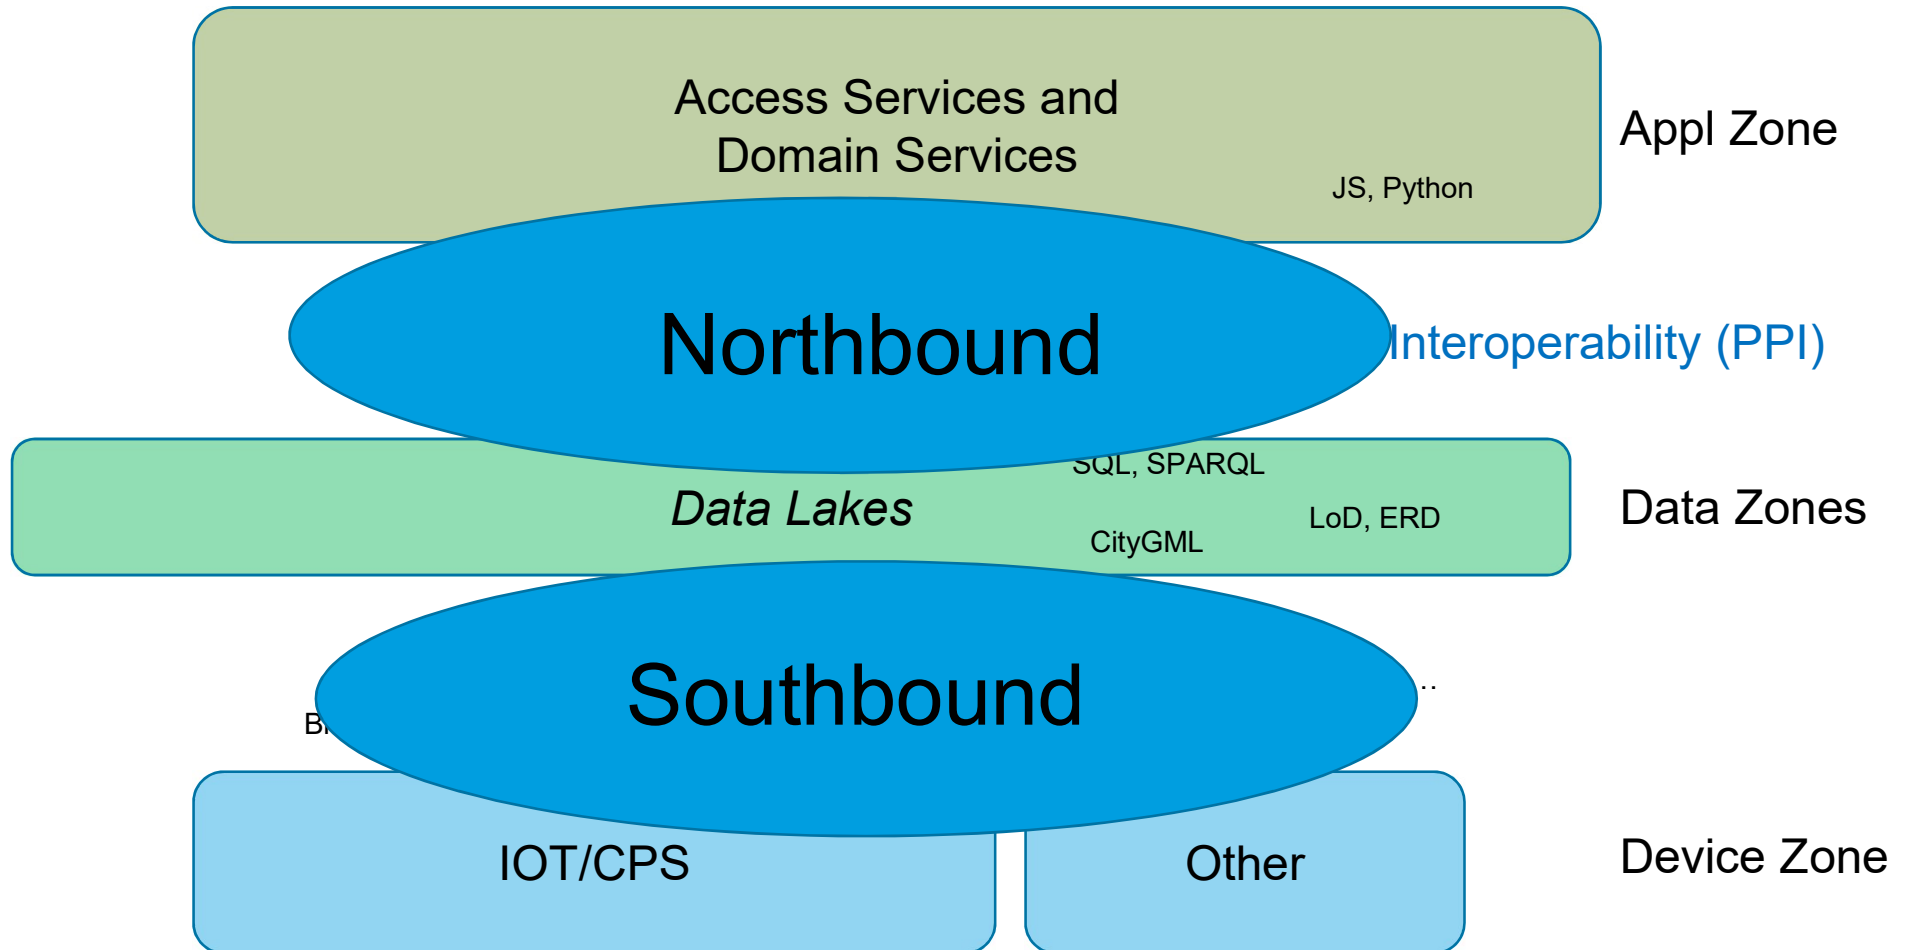 Access Services and
Domain Services
JS, Python
Appl Zone
Northbound
Interoperability (PPI)
SQL, SPARQL
Data Lakes
LoD, ERD
CityGML
Data Zones
Southbound
..
IOT/CPS
Other
Device Zone